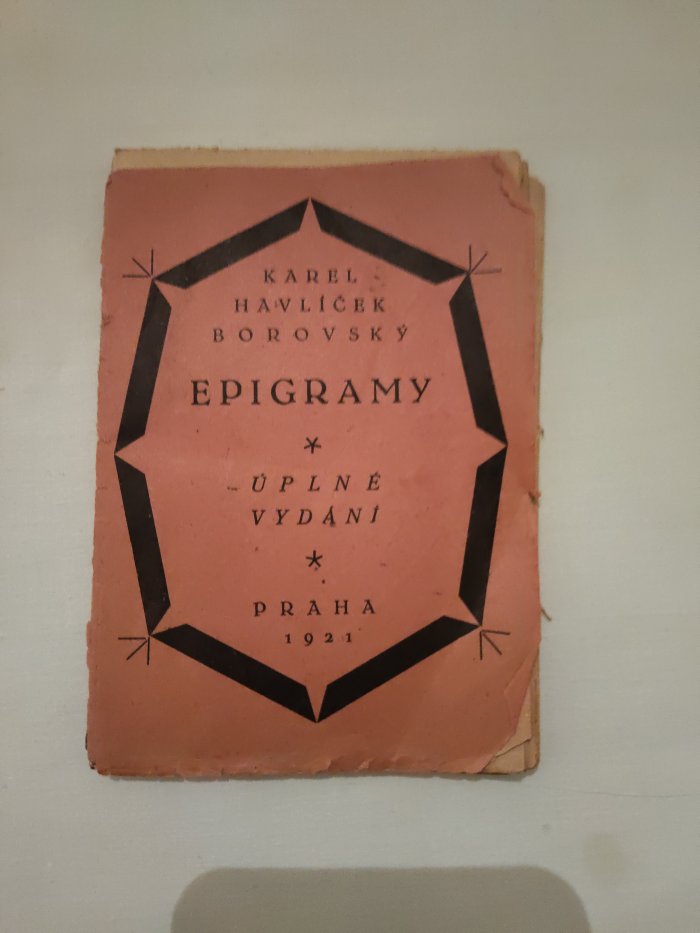 KAREL
HAVLÍČEK
BOROVSKÝ
EPIGRAMY
*
ÚPLNÉ
VYDÁNÍ
*
PRAHA
1921